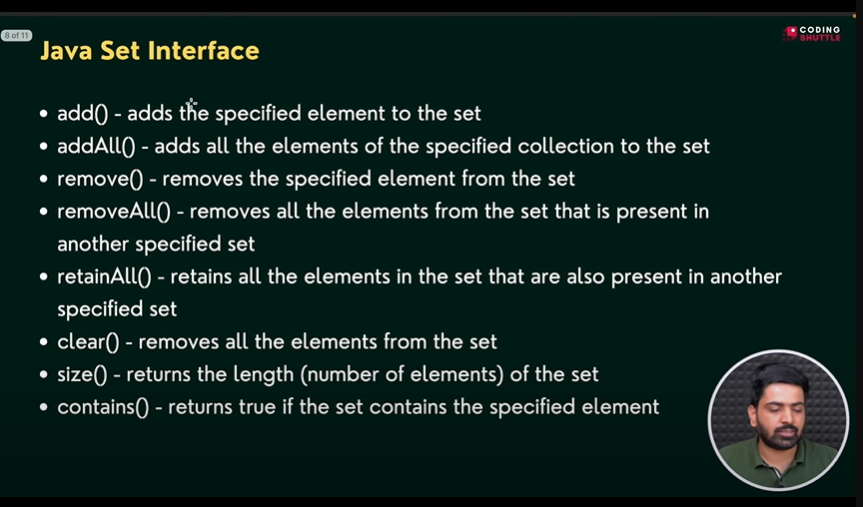 8 of 11
CODING
SHUTTLE
Java Set Interface
• add() - adds the specified element to the set
• addAll() - adds all the elements of the specified collection to the set
• remove() - removes the specified element from the set
• removeAll() - removes all the elements from the set that is present in
another specified set
• retainAll() - retains all the elements in the set that are also present in another
specified set
• clear() - removes all the elements from the set
• size() - returns the length (number of elements) of the set
• contains() - returns true if the set contains the specified element